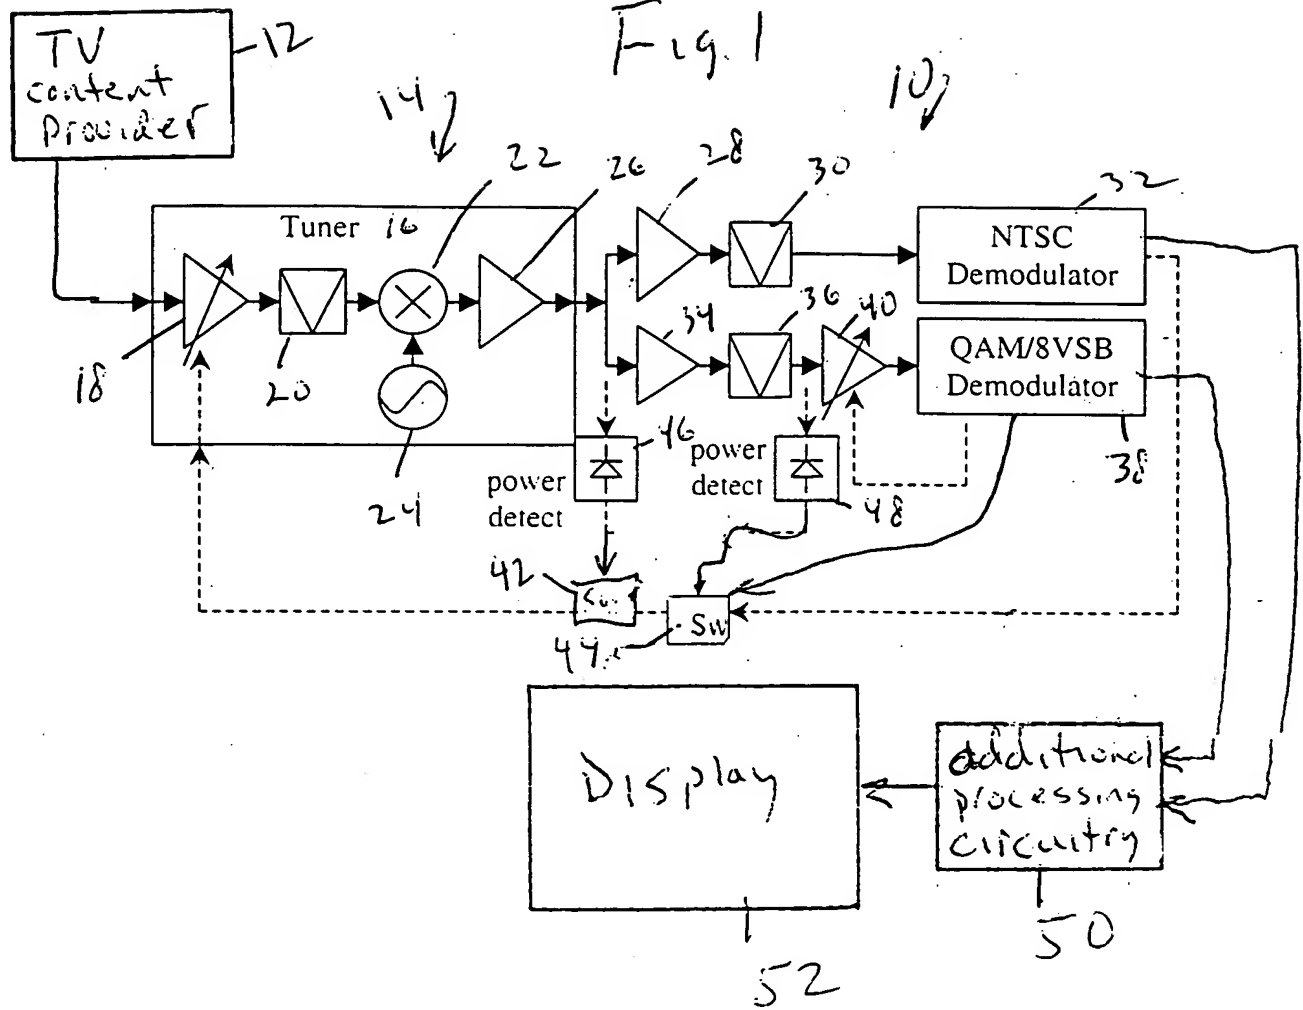 Fig. 1
TV
content
provider
12
14
10
22
26
28
30
32
Tuner 16
NTSC
Demodulator
18
20
24
34
36
40
QAM/8VSB
Demodulator
38
46
power
detect
power
detect
48
42
44
SW
Display
additional
processing
circuitry
50
52